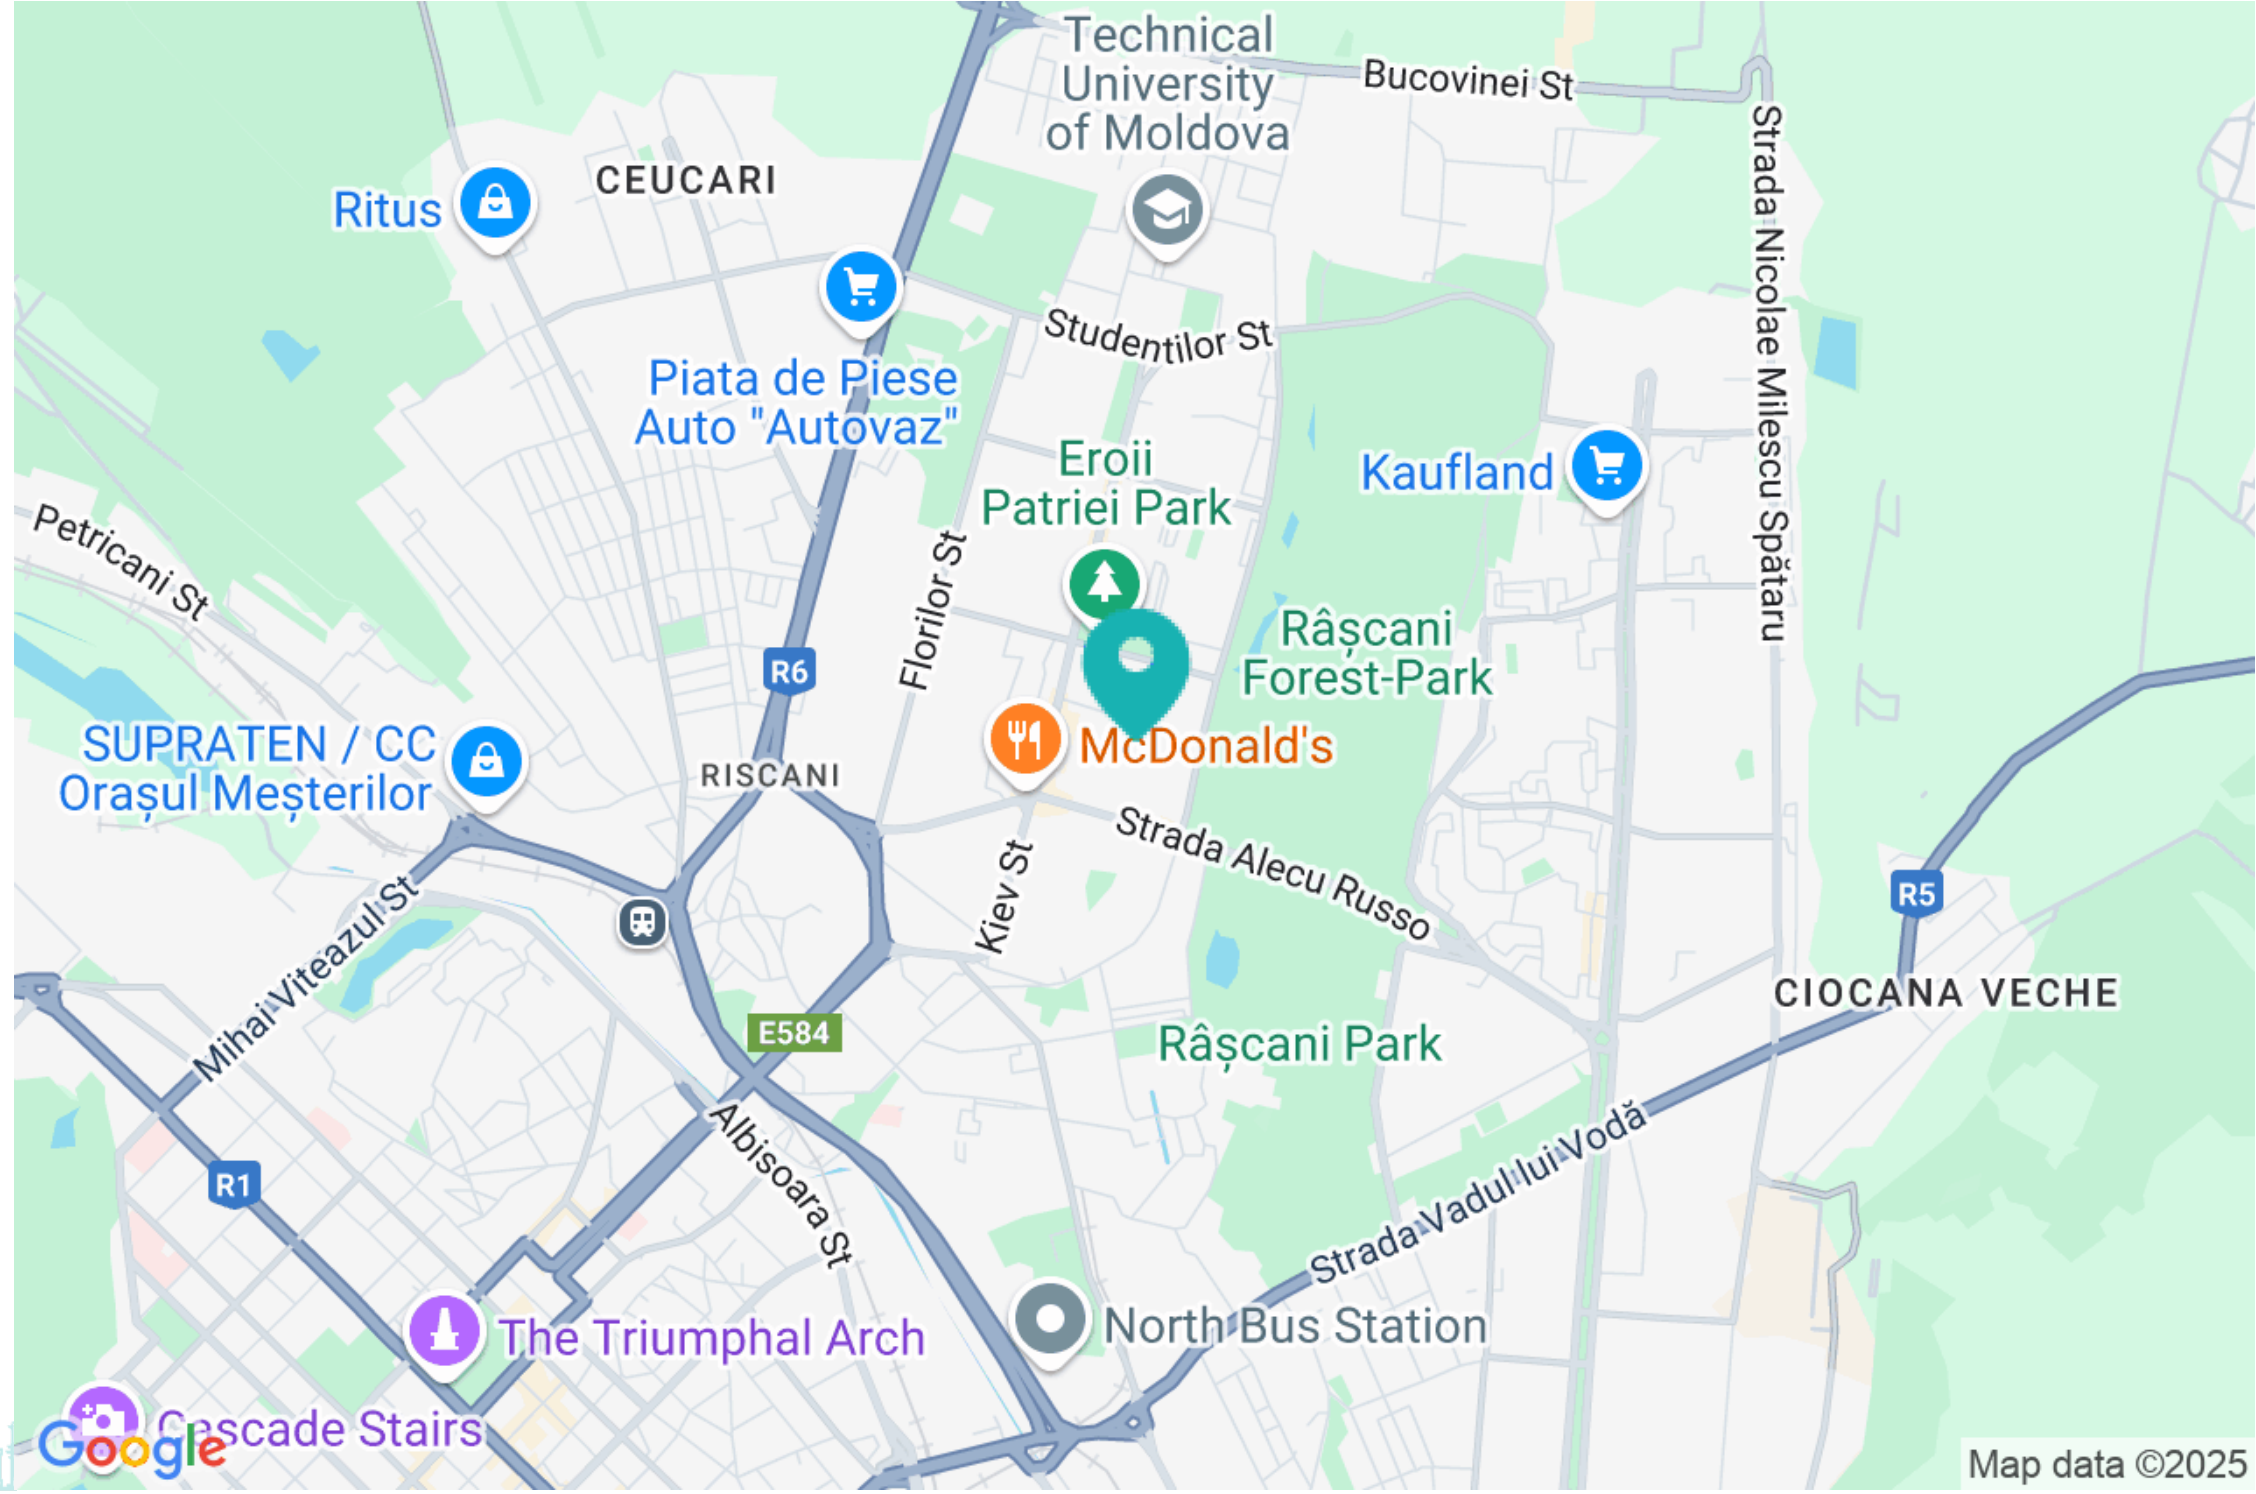 Technical
University
of Moldova
Bucovinei St
Strada Nicolae Milescu Spătaru
CEUCARI
Ritus
Studentilor St
Piata de Piese
Auto "Autovaz"
Eroii
Patriei Park
Kaufland
Petricani St
Florilor St
Râșcani
Forest-Park
R6
SUPRATEN / CC
Orașul Meșterilor
RISCANI
McDonald's
Strada Alecu Russo
Kiev St
Mihai Viteazul St
R5
CIOCANA VECHE
E584
Râșcani Park
Albisoara St
Strada Vadul lui Vodă
R1
North Bus Station
The Triumphal Arch
Cascade Stairs
Google
Map data ©2025